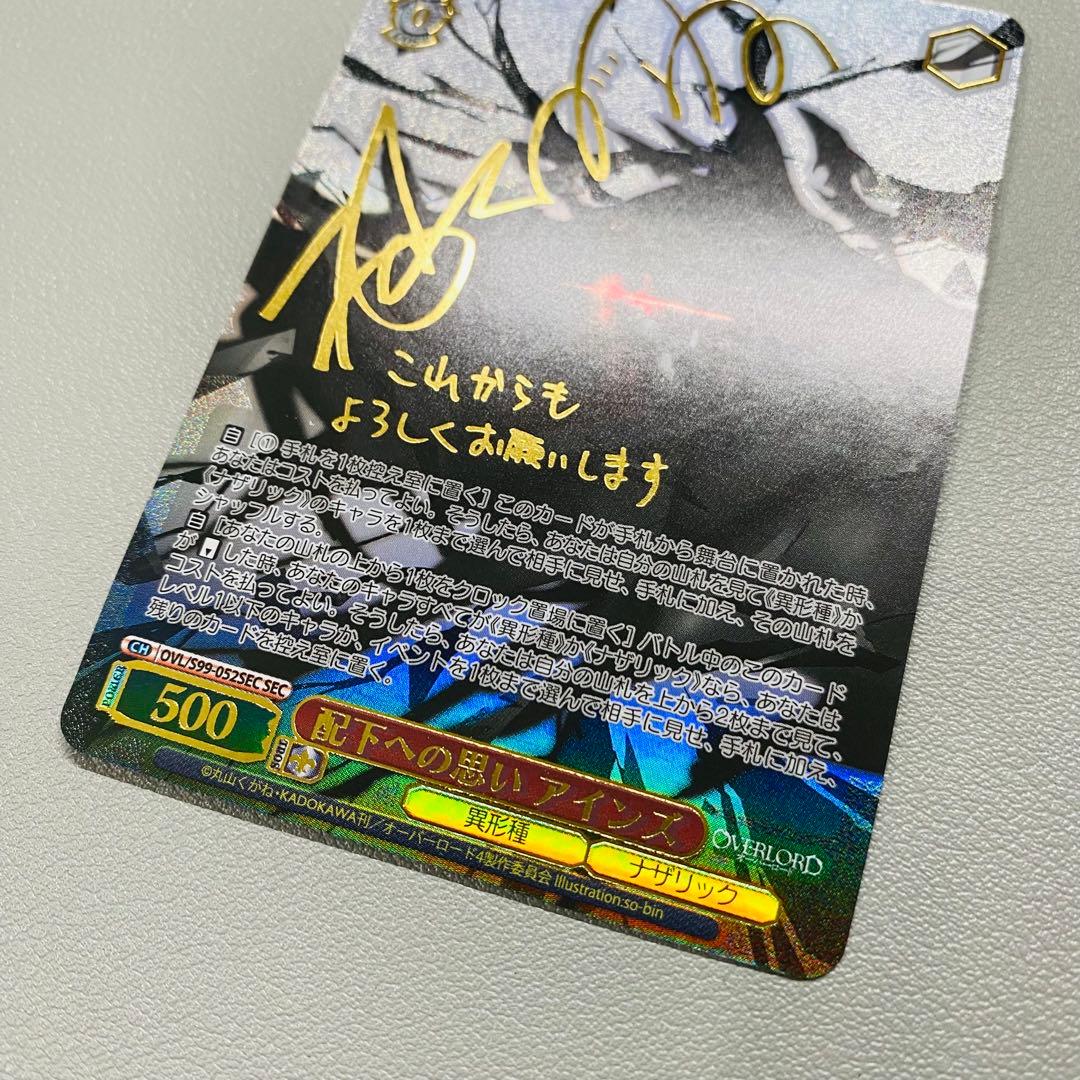 これからも
よろしくお願いします
自［① 手札を1枚控え室に置く］このカードが手札から舞台に置かれた時、
あなたはコストを払ってよい。そうしたら、あなたは自分の山札を見て《異形種》か
《ナザリック》のキャラを1枚まで選んで相手に見せ、手札に加え、その山札を
シャッフルする。
自［あなたの山札の上から1枚をクロック置場に置く］バトル中のこのカード
が した時、あなたのキャラすべてが《異形種》か《ナザリック》なら、あなたは
コストを払ってよい。そうしたら、あなたは自分の山札を上から2枚まで見て、
レベル1以下のキャラか、イベントを1枚まで選んで相手に見せ、手札に加え、
残りのカードを控え室に置く。
CH OVL/S99-052SEC SEC
POWER 500
SOUL 配下への思い アインズ
異形種 ナザリック
OVERLORD
オーバーロード
©丸山くがね・KADOKAWA刊／オーバーロード4製作委員会 Illustration:so-bin